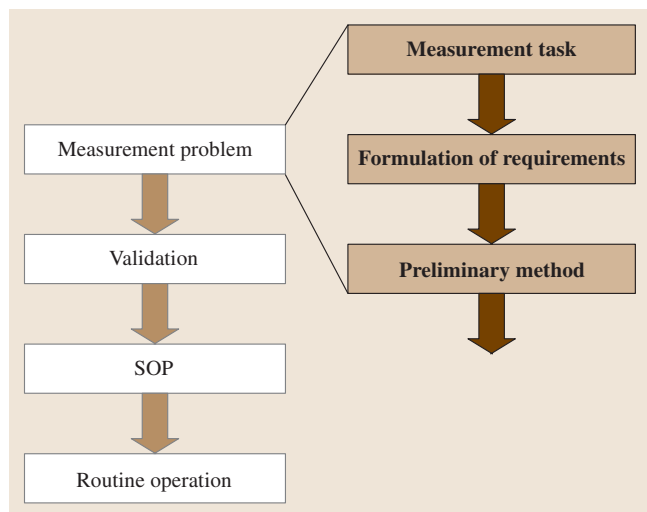 Measurement problem
Validation
SOP
Routine operation
Measurement task
Formulation of requirements
Preliminary method